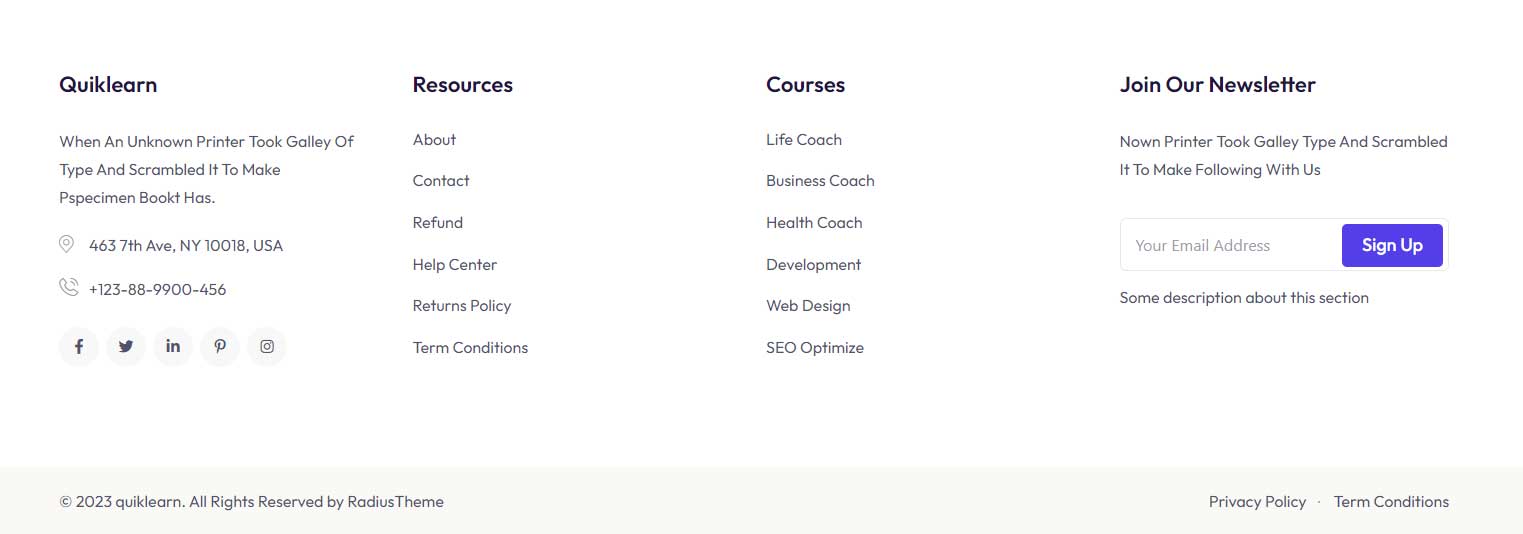 Quiklearn
When An Unknown Printer Took Galley Of
Type And Scrambled It To Make
Pspecimen Bookt Has.
463 7th Ave, NY 10018, USA
+123-88-9900-456
Resources
About
Contact
Refund
Help Center
Returns Policy
Term Conditions
Courses
Life Coach
Business Coach
Health Coach
Development
Web Design
SEO Optimize
Join Our Newsletter
Nown Printer Took Galley Type And Scrambled
It To Make Following With Us
Your Email Address
Sign Up
Some description about this section
© 2023 quiklearn. All Rights Reserved by RadiusTheme
Privacy Policy · Term Conditions